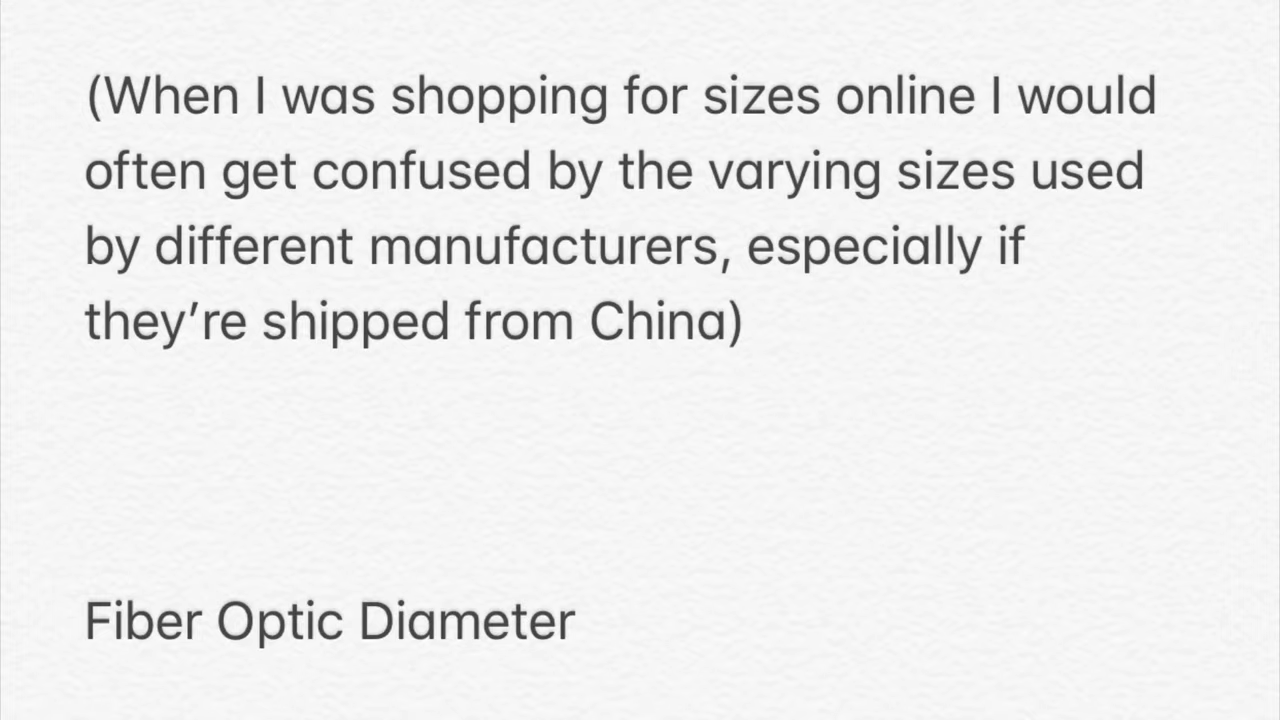 (When I was shopping for sizes online I would
often get confused by the varying sizes used
by different manufacturers, especially if
they’re shipped from China)
Fiber Optic Diameter